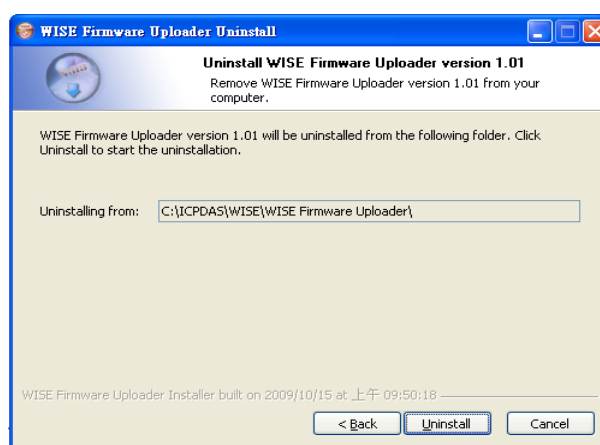 WISE Firmware Uploader Uninstall
Uninstall WISE Firmware Uploader version 1.01
Remove WISE Firmware Uploader version 1.01 from your
computer.
WISE Firmware Uploader version 1.01 will be uninstalled from the following folder. Click
Uninstall to start the uninstallation.
Uninstalling from: C:\ICPDAS\WISE\WISE Firmware Uploader\
WISE Firmware Uploader Installer built on 2009/10/15 at 上午 09:50:18
< Back Uninstall Cancel